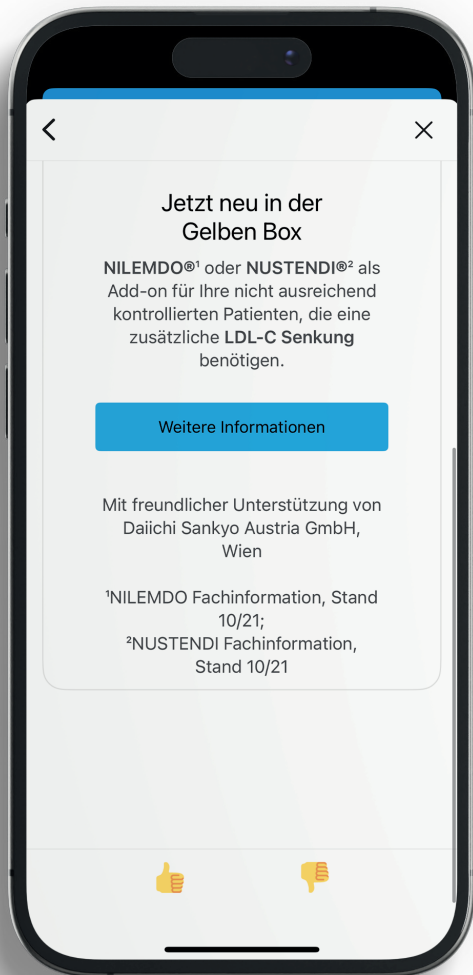 Jetzt neu in der
Gelben Box
NILEMDO®¹ oder NUSTENDI®² als
Add-on für Ihre nicht ausreichend
kontrollierten Patienten, die eine
zusätzliche LDL-C Senkung
benötigen.
Weitere Informationen
Mit freundlicher Unterstützung von
Daiichi Sankyo Austria GmbH,
Wien
¹NILEMDO Fachinformation, Stand
10/21;
²NUSTENDI Fachinformation,
Stand 10/21